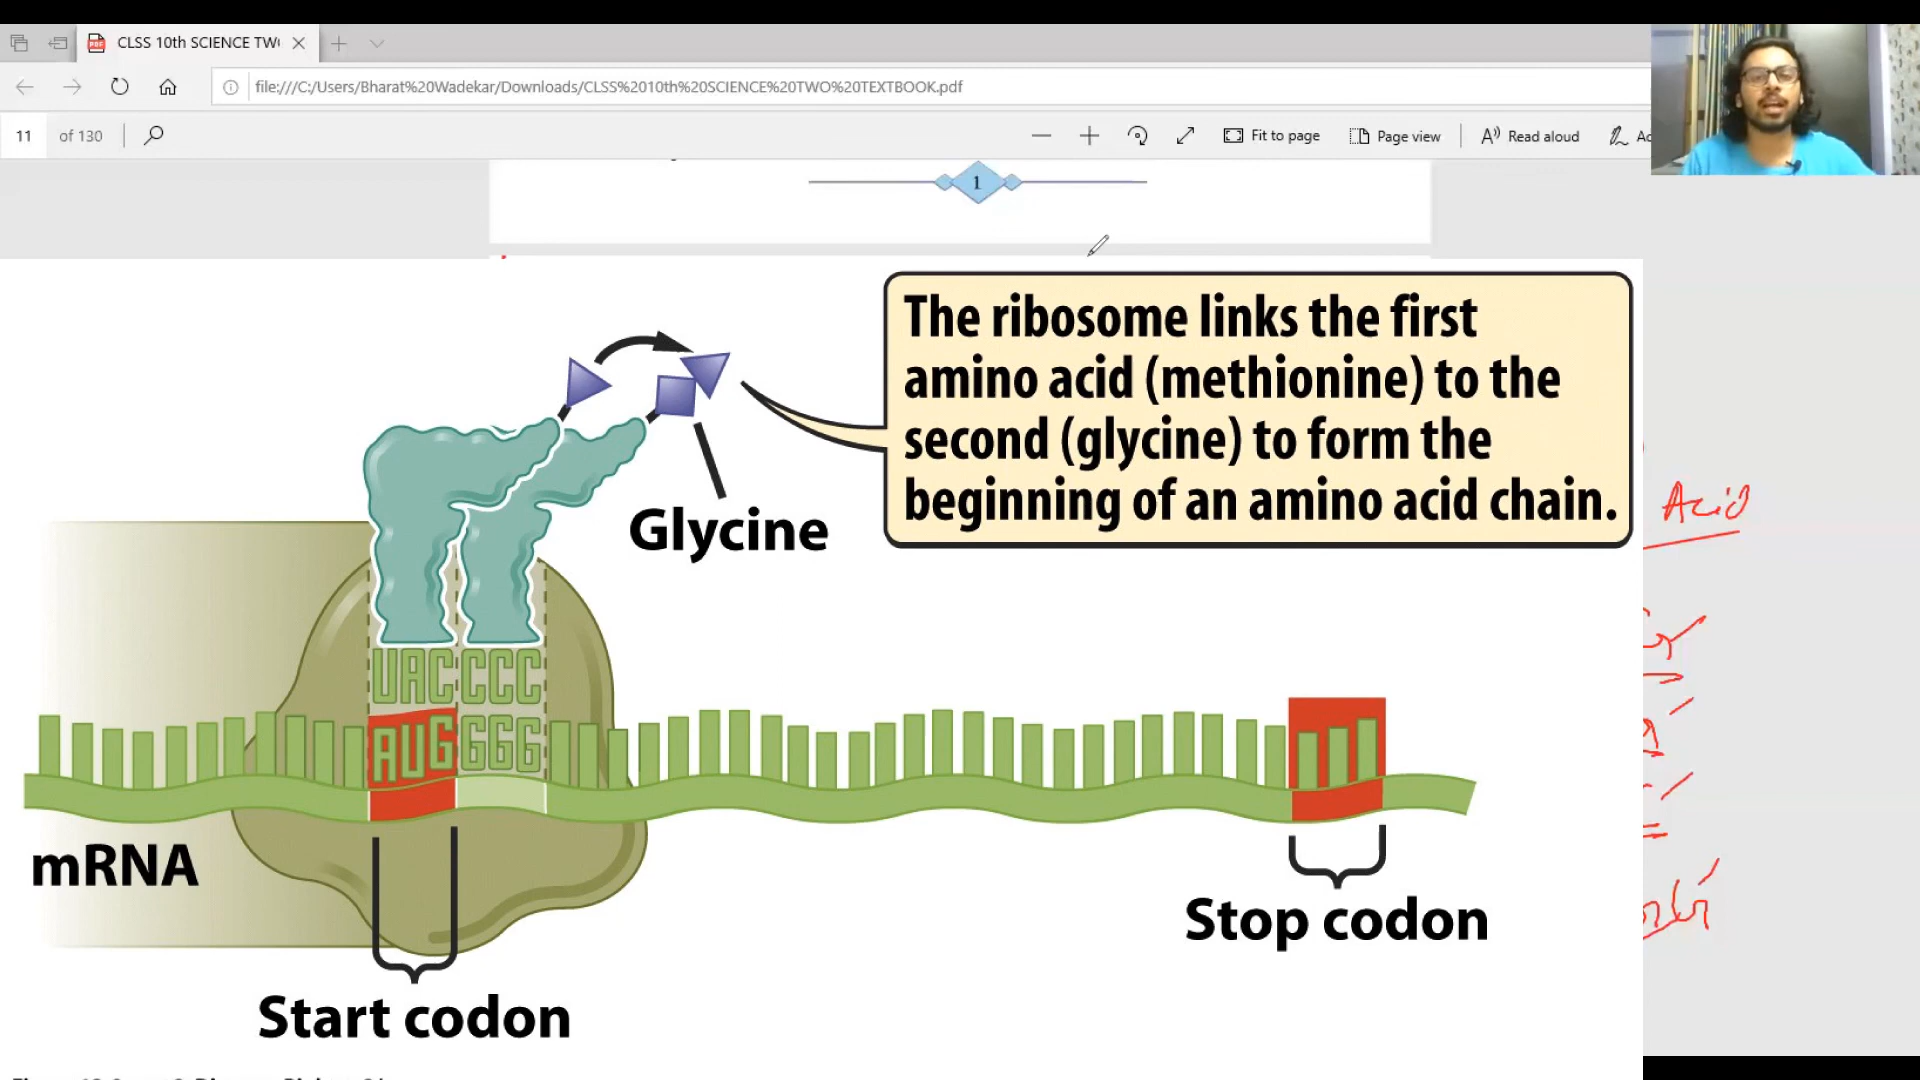 CLSS 10th SCIENCE TW
file:///C:/Users/Bharat%20Wadekar/Downloads/CLSS%2010th%20SCIENCE%20TWO%20TEXTBOOK.pdf
11 of 130
Fit to page
Page view
Read aloud
1
The ribosome links the first
amino acid (methionine) to the
second (glycine) to form the
beginning of an amino acid chain.
Glycine
Acid
UAC CCC
AUG GGG
mRNA
Stop codon
Start codon